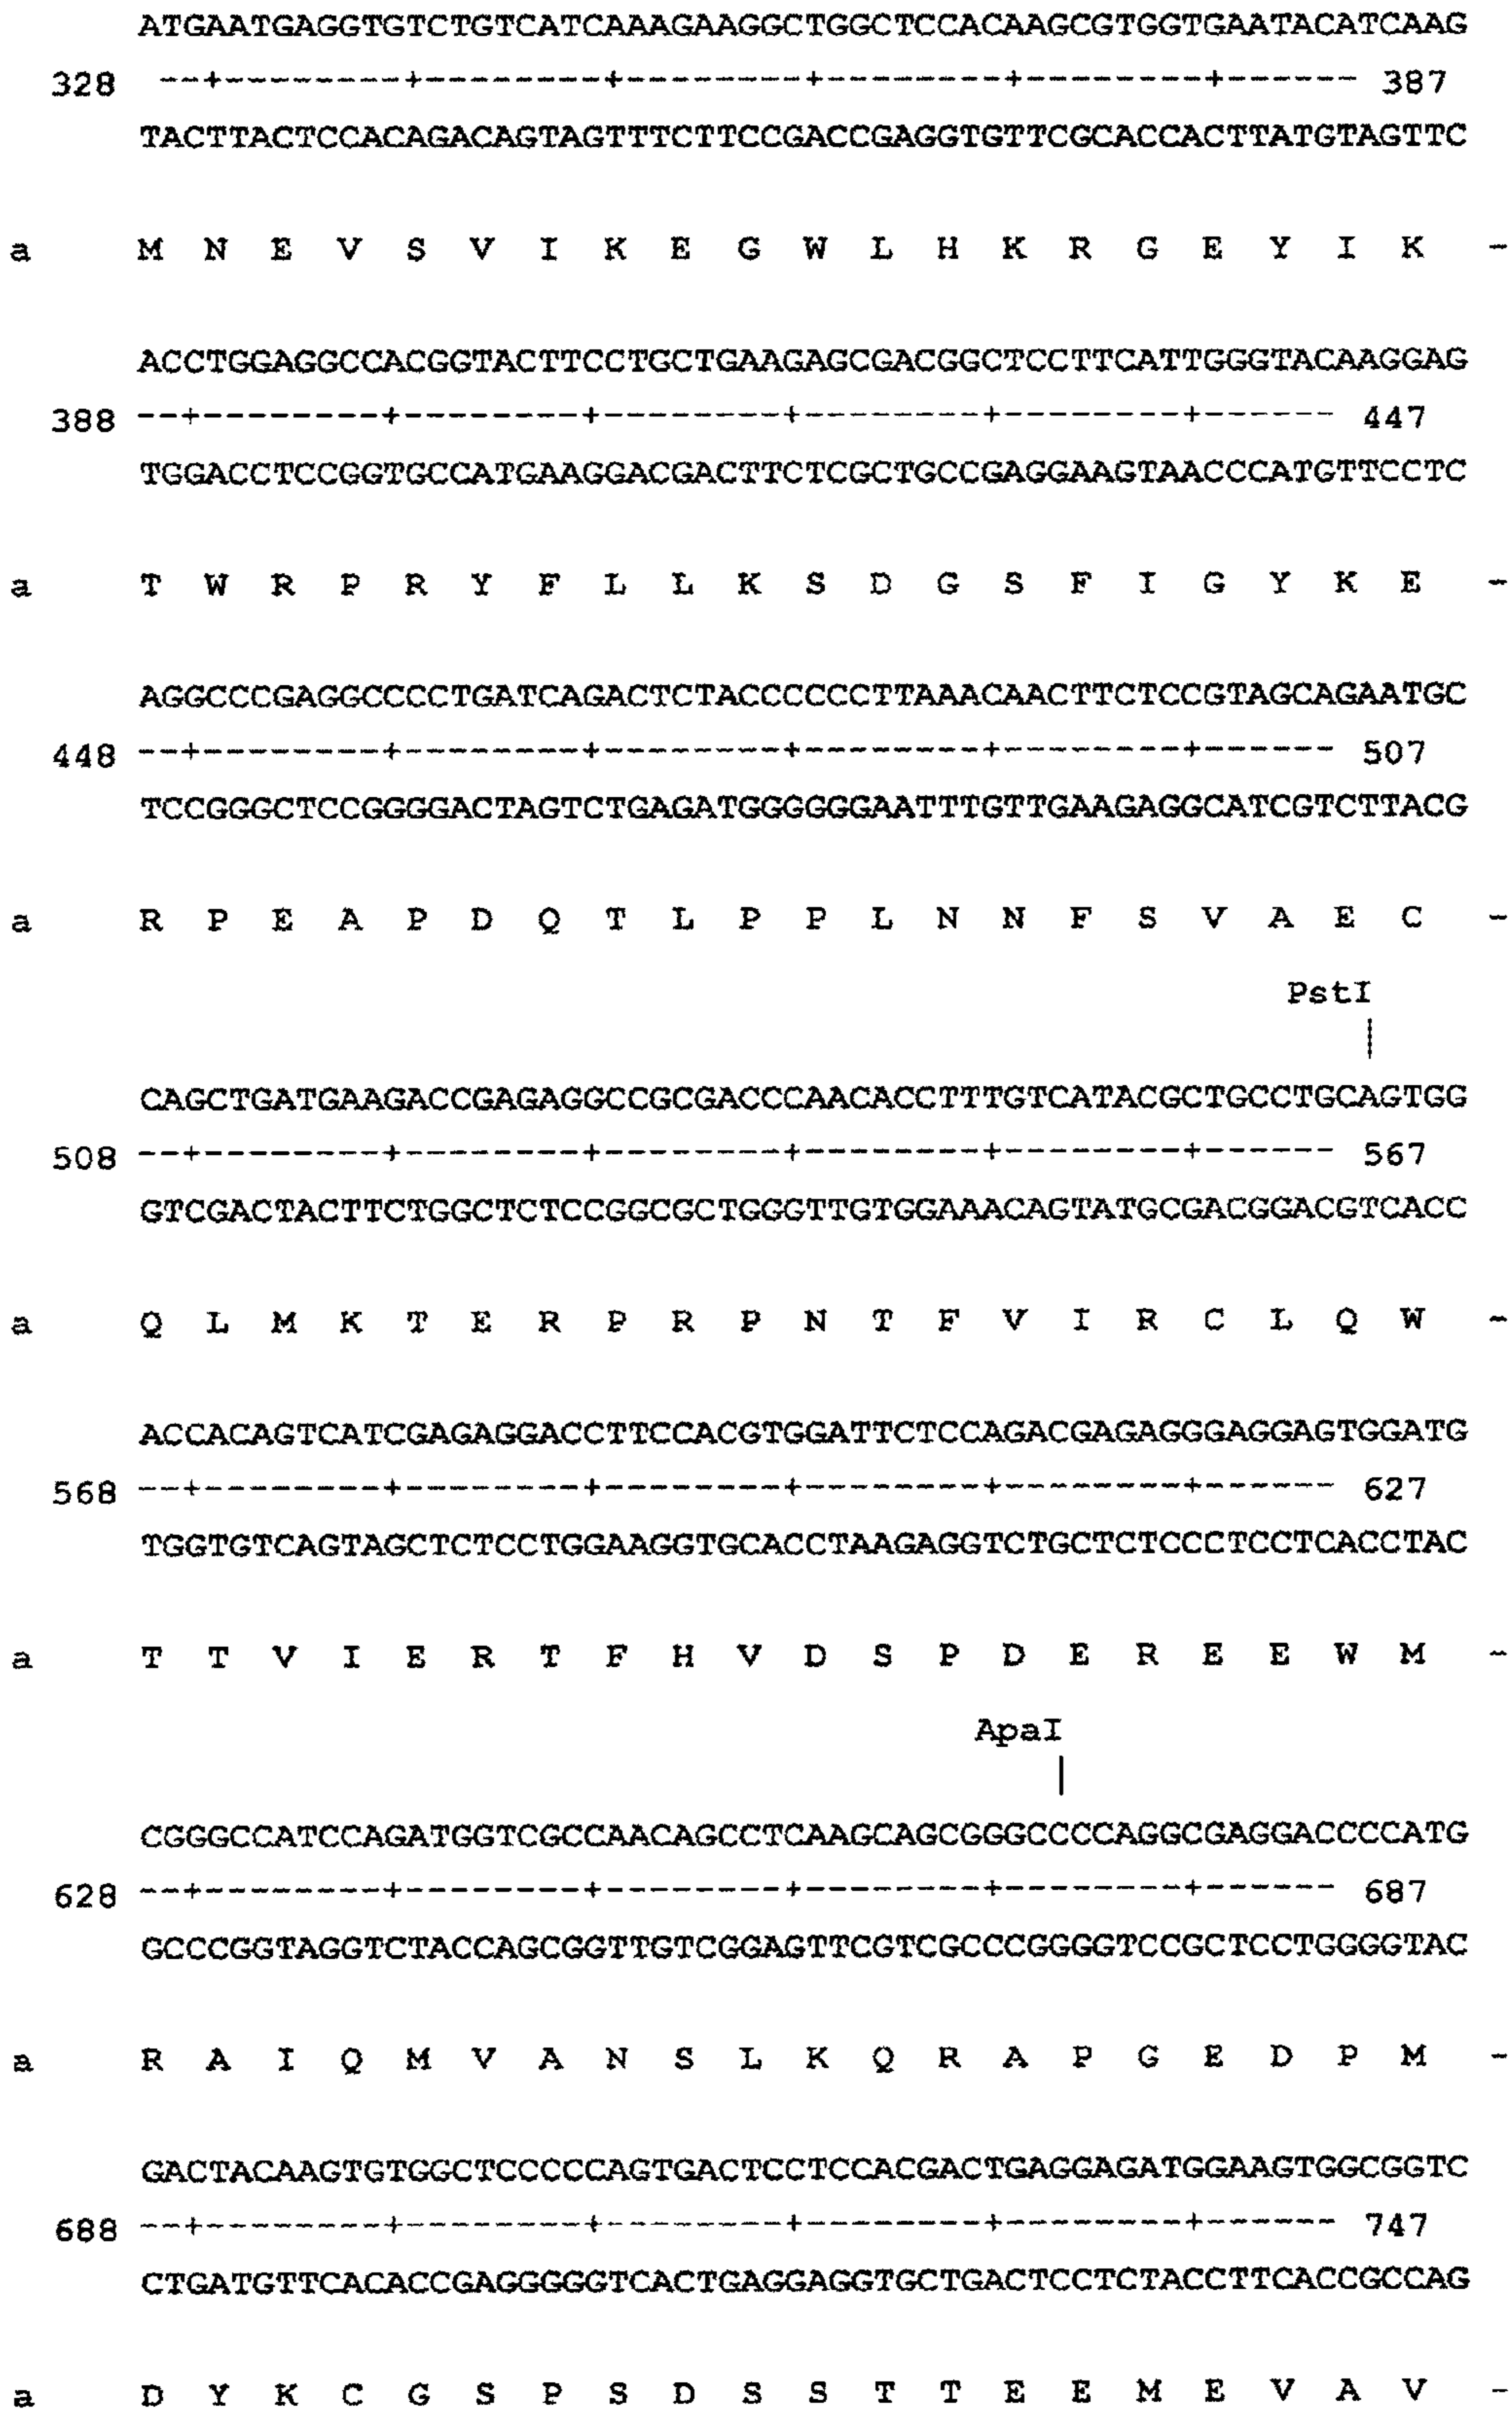 ATGAATGAGGTGTCTGTCATCAAAGAAGGCTGGCTCCACAAGCGTGGTGAATACATCAAG
328 --+---------+---------+---------+---------+---------+------- 387
TACTTACTCCACAGACAGTAGTTTCTTCCGACCGAGGTGTTCGCACCACTTATGTAGTTC
a M N E V S V I K E G W L H K R G E Y I K -
ACCTGGAGGCCACGGTACTTCCTGCTGAAGAGCGACGGCTCCTTCATTGGGTACAAGGAG
388 --+---------+---------+---------+---------+---------+------- 447
TGGACCTCCGGTGCCATGAAGGACGACTTCTCGCTGCCGAGGAAGTAACCCATGTTCCTC
a T W R P R Y F L L K S D G S F I G Y K E -
AGGCCCGAGGCCCCTGATCAGACTCTACCCCCCTTAAACAACTTCTCCGTAGCAGAATGC
448 --+---------+---------+---------+---------+---------+------- 507
TCCGGGCTCCGGGGACTAGTCTGAGATGGGGGGAATTTGTTGAAGAGGCATCGTCTTACG
a R P E A P D Q T L P P L N N F S V A E C -
PstI
|
CAGCTGATGAAGACCGAGAGGCCGCGACCCAACACCTTTGTCATACGCTGCCTGCAGTGG
508 --+---------+---------+---------+---------+---------+------- 567
GTCGACTACTTCTGGCTCTCCGGCGCTGGGTTGTGGAAACAGTATGCGACGGACGTCACC
a Q L M K T E R P R P N T F V I R C L Q W -
ACCACAGTCATCGAGAGGACCTTCCACGTGGATTCTCCAGACGAGAGGGAGGAGTGGATG
568 --+---------+---------+---------+---------+---------+------- 627
TGGTGTCAGTAGCTCTCCTGGAAGGTGCACCTAAGAGGTCTGCTCTCCCTCCTCACCTAC
a T T V I E R T F H V D S P D E R E E W M -
ApaI
|
CGGGCCATCCAGATGGTCGCCAACAGCCTCAAGCAGCGGGCCCCAGGCGAGGACCCCATG
628 --+---------+---------+---------+---------+---------+------- 687
GCCCGGTAGGTCTACCAGCGGTTGTCGGAGTTCGTCGCCCGGGGTCCGCTCCTGGGGTAC
a R A I Q M V A N S L K Q R A P G E D P M -
GACTACAAGTGTGGCTCCCCCAGTGACTCCTCCACGACTGAGGAGATGGAAGTGGCGGTC
688 --+---------+---------+---------+---------+---------+------- 747
CTGATGTTCACACCGAGGGGGTCACTGAGGAGGTGCTGACTCCTCTACCTTCACCGCCAG
a D Y K C G S P S D S S T T E E M E V A V -